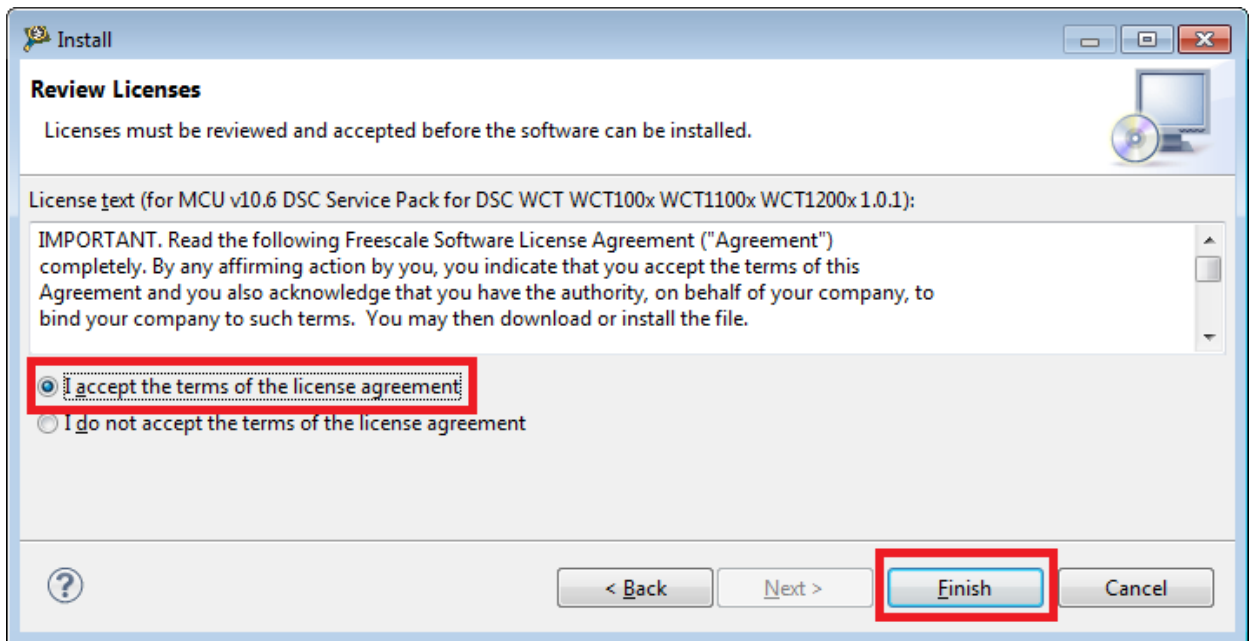 Install
Review Licenses
Licenses must be reviewed and accepted before the software can be installed.
License text (for MCU v10.6 DSC Service Pack for DSC WCT WCT100x WCT1100x WCT1200x 1.0.1):
IMPORTANT. Read the following Freescale Software License Agreement ("Agreement")
completely. By any affirming action by you, you indicate that you accept the terms of this
Agreement and you also acknowledge that you have the authority, on behalf of your company, to
bind your company to such terms.  You may then download or install the file.
I accept the terms of the license agreement
I do not accept the terms of the license agreement
? < Back Next > Finish Cancel